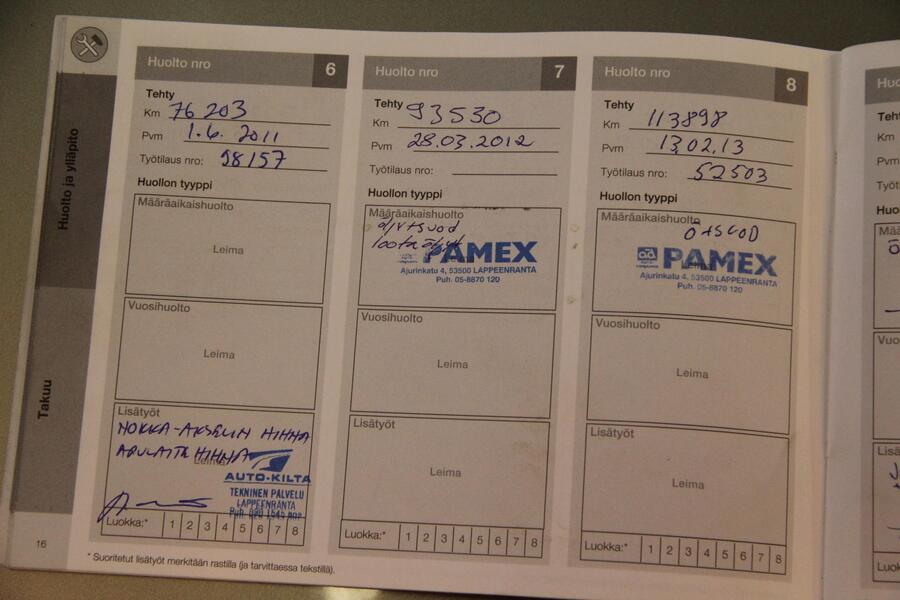 Huolto ja ylläpito
Takuu
Huolto nro 6
Tehty
Km 76 203
Pvm 1.6. 2011
Työtilaus nro: 98157
Huollon tyyppi
Määräaikaishuolto
Leima
Vuosihuolto
Leima
Lisätyöt
NOKKA-AKSELIN HIHNA
APULAITE HIHNA
Leima
AUTO-KILTA
TEKNINEN PALVELU
LAPPEENRANTA
Luokka:* 1 2 3 4 5 6 7 8
Huolto nro 7
Tehty
Km 93530
Pvm 28.03.2012
Työtilaus nro:
Huollon tyyppi
Määräaikaishuolto
öljyt+suod
PAMEX
Ajurinkatu 4, 53500 LAPPEENRANTA
Puh. 05-8870 120
Vuosihuolto
Leima
Lisätyöt
Leima
Luokka:* 1 2 3 4 5 6 7 8
Huolto nro 8
Tehty
Km 113898
Pvm 13.02.13
Työtilaus nro: 52503
Huollon tyyppi
Määräaikaishuolto
Ö+SUOD
Leima
PAMEX
Ajurinkatu 4, 53500 LAPPEENRANTA
Puh. 05-8870 120
Vuosihuolto
Leima
Lisätyöt
Leima
Luokka:* 1 2 3 4 5 6 7 8
16
* Suoritetut lisätyöt merkitään rastilla (ja tarvittaessa tekstillä).